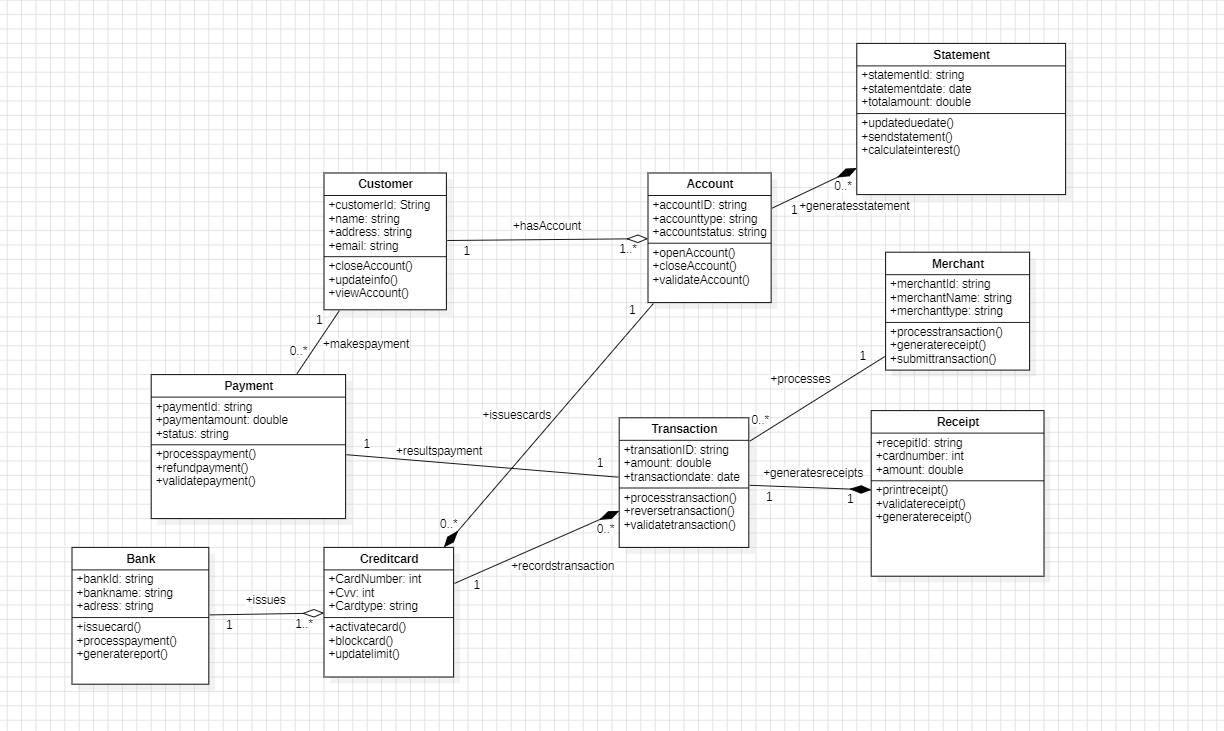 Statement
+statementId: string
+statementdate: date
+totalamount: double
+updateduedate()
+sendstatement()
+calculateinterest()
0..*
1
+generatesstatement
Customer
+customerId: String
+name: string
+address: string
+email: string
+closeAccount()
+updateinfo()
+viewAccount()
+hasAccount
1
1..*
Account
+accountID: string
+accounttype: string
+accountstatus: string
+openAccount()
+closeAccount()
+validateAccount()
Merchant
+merchantId: string
+merchantName: string
+merchanttype: string
+processtransaction()
+generatereceipt()
+submittransaction()
1
0..*
+makespayment
1
0..*
+issuescards
1
+processes
0..*
Payment
+paymentId: string
+paymentamount: double
+status: string
+processpayment()
+refundpayment()
+validatepayment()
1
+resultspayment
1
Transaction
+transationID: string
+amount: double
+transactiondate: date
+processtransaction()
+reversetransaction()
+validatetransaction()
+generatesreceipts
1
1
Receipt
+recepitId: string
+cardnumber: int
+amount: double
+printreceipt()
+validatereceipt()
+generatereceipt()
0..*
+recordstransaction
1
Bank
+bankId: string
+bankname: string
+adress: string
+issuecard()
+processpayment()
+generatereport()
+issues
1
1..*
Creditcard
+CardNumber: int
+Cvv: int
+Cardtype: string
+activatecard()
+blockcard()
+updatelimit()